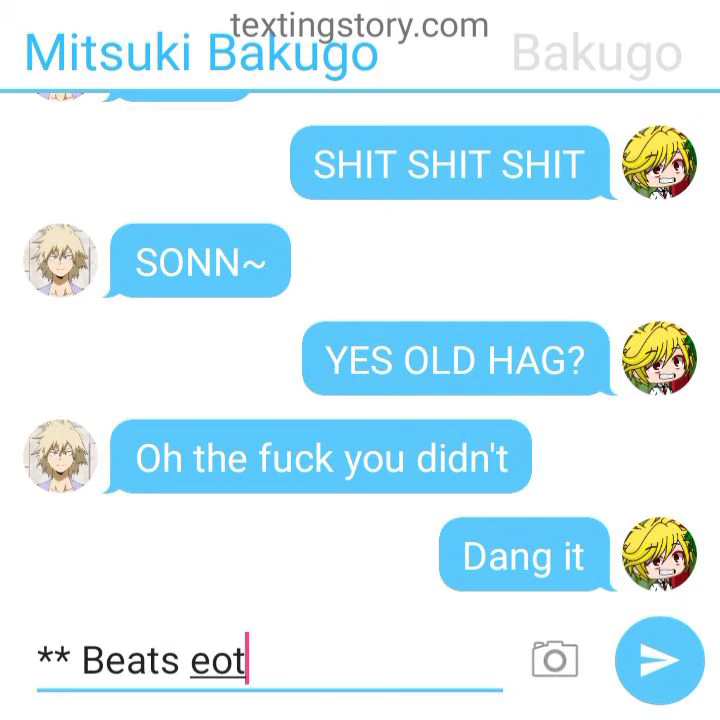 textingstory.com
Mitsuki Bakugo
Bakugo
SHIT SHIT SHIT
SONN~
YES OLD HAG?
Oh the fuck you didn't
Dang it
** Beats eot